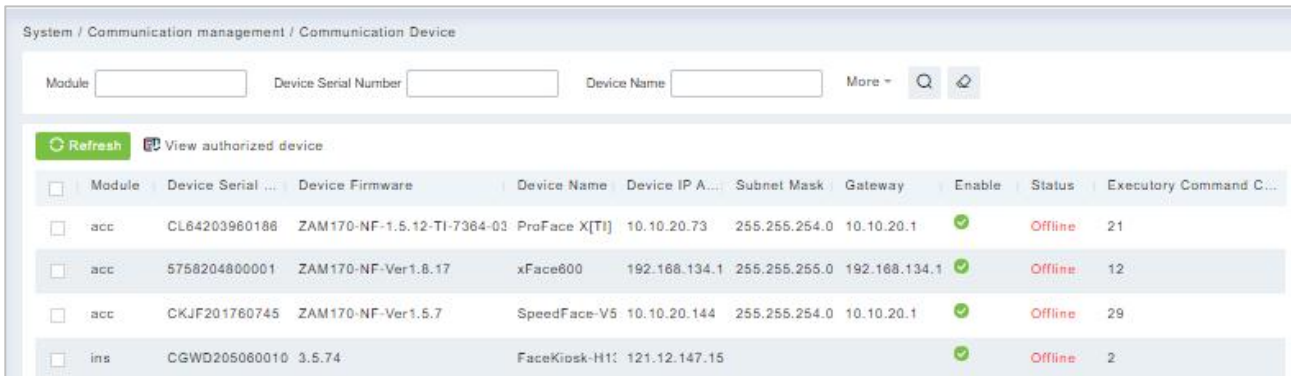 System / Communication management / Communication Device
Module Device Serial Number Device Name More
Refresh View authorized device
Module Device Serial ... Device Firmware Device Name Device IP A... Subnet Mask Gateway Enable Status Executory Command C...
acc CL64203960186 ZAM170-NF-1.5.12-TI-7364-03 ProFace X[TI] 10.10.20.73 255.255.254.0 10.10.20.1 Offline 21
acc 5758204800001 ZAM170-NF-Ver1.8.17 xFace600 192.168.134.1 255.255.255.0 192.168.134.1 Offline 12
acc CKJF201760745 ZAM170-NF-Ver1.5.7 SpeedFace-V5 10.10.20.144 255.255.254.0 10.10.20.1 Offline 29
ins CGWD205060010 3.5.74 FaceKiosk-H1 121.12.147.15 Offline 2